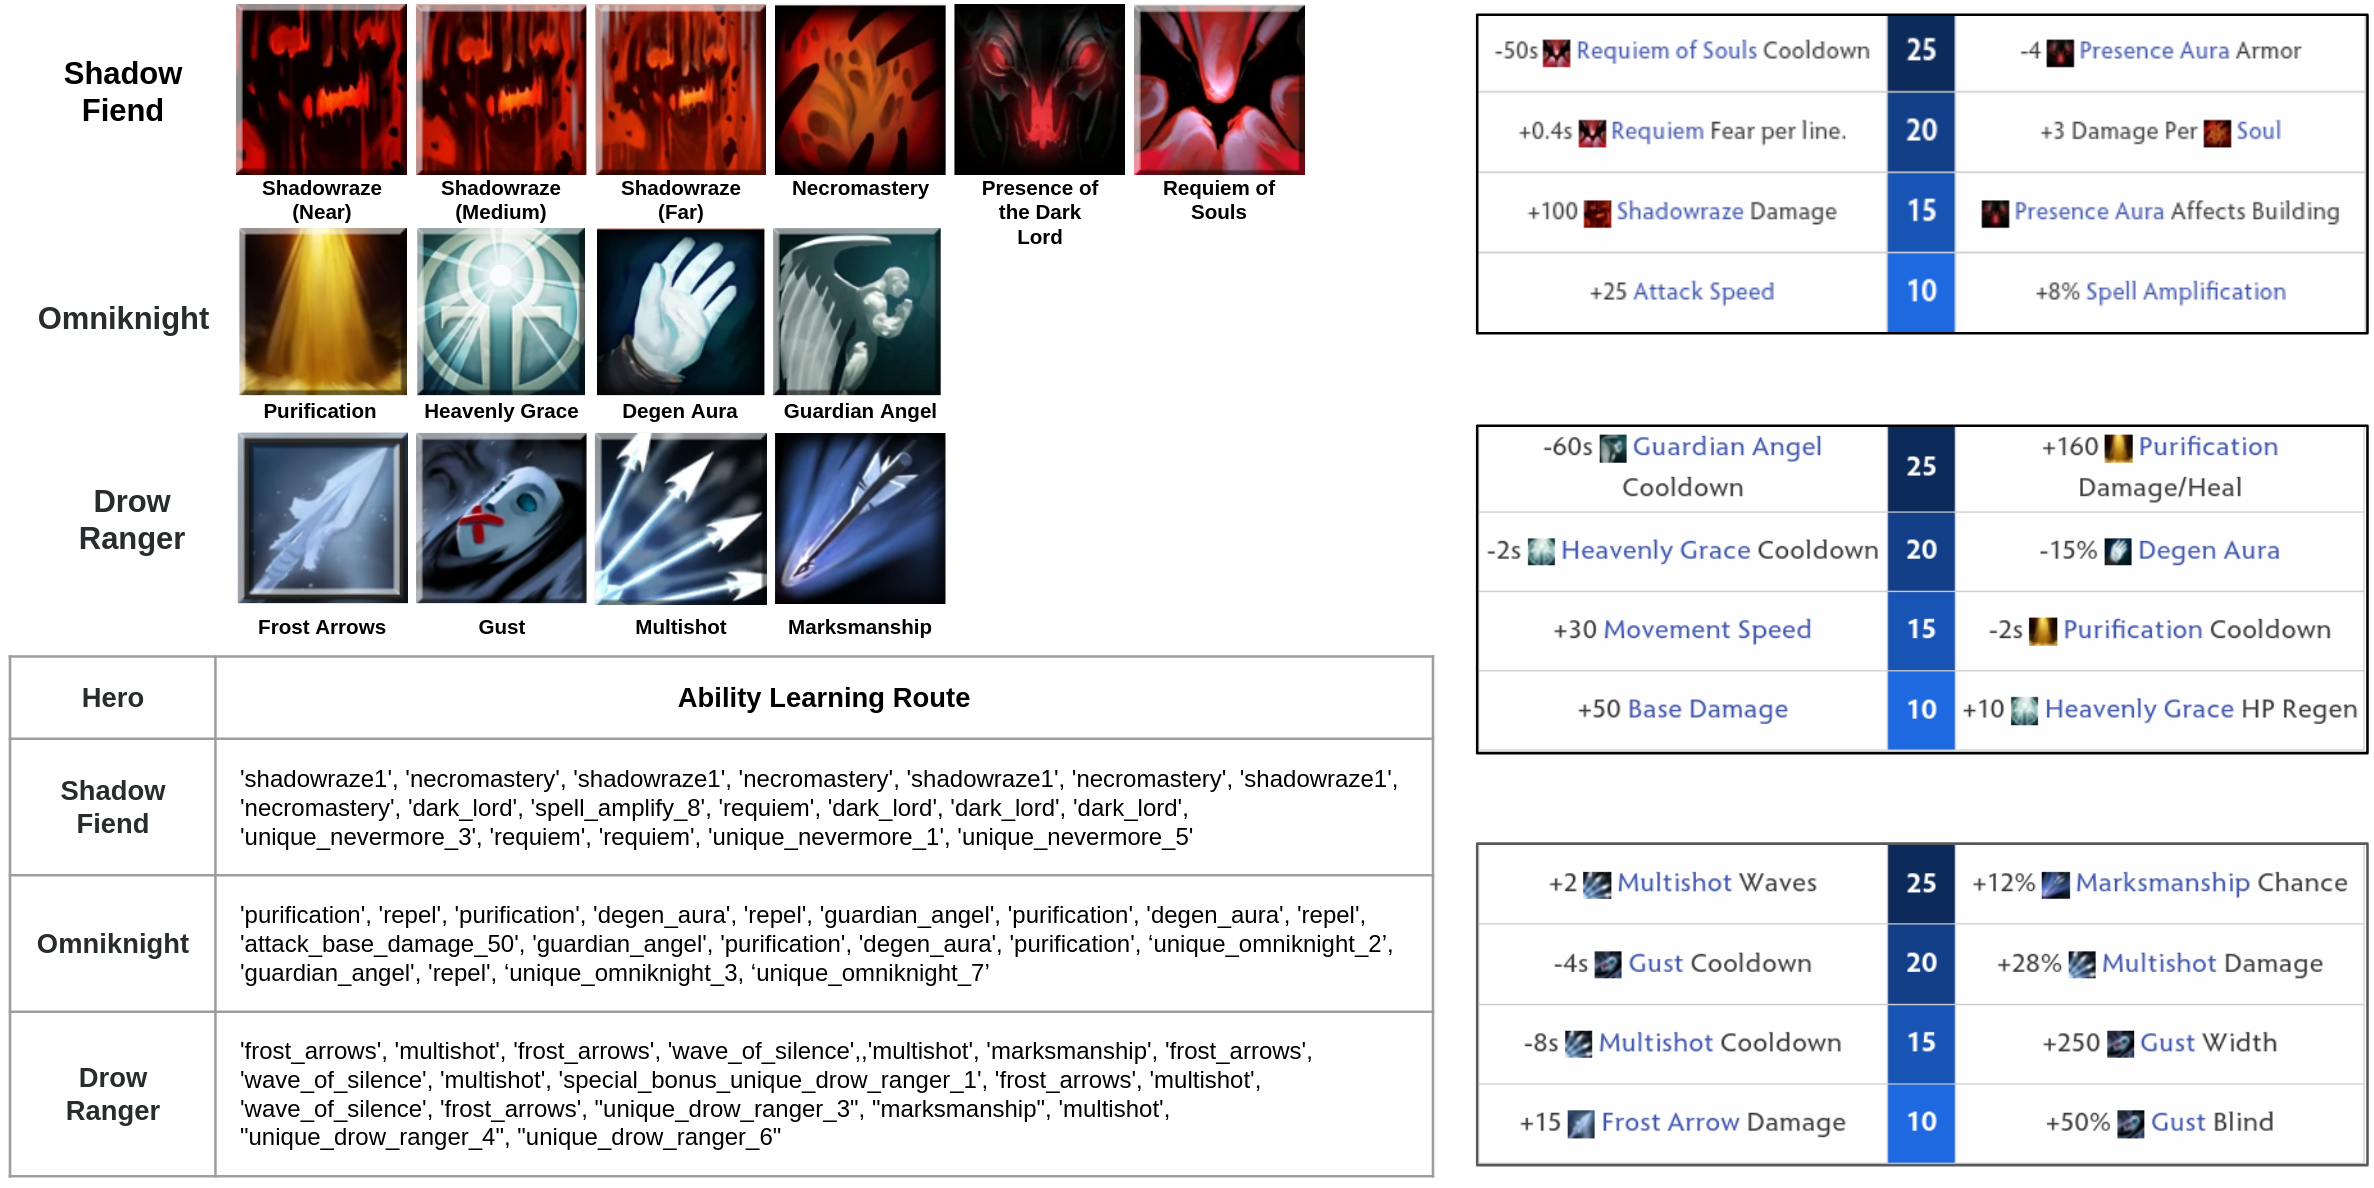 Shadow
Fiend
Shadowraze
(Near)
Shadowraze
(Medium)
Shadowraze
(Far)
Necromastery
Presence of
the Dark
Lord
Requiem of
Souls
Omniknight
Purification
Heavenly Grace
Degen Aura
Guardian Angel
Drow
Ranger
Frost Arrows
Gust
Multishot
Marksmanship
Hero
Ability Learning Route
Shadow
Fiend
'shadowraze1', 'necromastery', 'shadowraze1', 'necromastery', 'shadowraze1', 'necromastery', 'shadowraze1',
'necromastery', 'dark_lord', 'spell_amplify_8', 'requiem', 'dark_lord', 'dark_lord', 'dark_lord',
'unique_nevermore_3', 'requiem', 'requiem', 'unique_nevermore_1', 'unique_nevermore_5'
Omniknight
'purification', 'repel', 'purification', 'degen_aura', 'repel', 'guardian_angel', 'purification', 'degen_aura', 'repel',
'attack_base_damage_50', 'guardian_angel', 'purification', 'degen_aura', 'purification', ‘unique_omniknight_2’,
'guardian_angel', 'repel', ‘unique_omniknight_3, ‘unique_omniknight_7’
Drow
Ranger
'frost_arrows', 'multishot', 'frost_arrows', 'wave_of_silence',,'multishot', 'marksmanship', 'frost_arrows',
'wave_of_silence', 'multishot', 'special_bonus_unique_drow_ranger_1', 'frost_arrows', 'multishot',
'wave_of_silence', 'frost_arrows', "unique_drow_ranger_3", "marksmanship", 'multishot',
"unique_drow_ranger_4", "unique_drow_ranger_6"
-50s Requiem of Souls Cooldown 25 -4 Presence Aura Armor
+0.4s Requiem Fear per line. 20 +3 Damage Per Soul
+100 Shadowraze Damage 15 Presence Aura Affects Building
+25 Attack Speed 10 +8% Spell Amplification
-60s Guardian Angel
Cooldown
25
+160 Purification
Damage/Heal
-2s Heavenly Grace Cooldown 20 -15% Degen Aura
+30 Movement Speed 15 -2s Purification Cooldown
+50 Base Damage 10 +10 Heavenly Grace HP Regen
+2 Multishot Waves 25 +12% Marksmanship Chance
-4s Gust Cooldown 20 +28% Multishot Damage
-8s Multishot Cooldown 15 +250 Gust Width
+15 Frost Arrow Damage 10 +50% Gust Blind